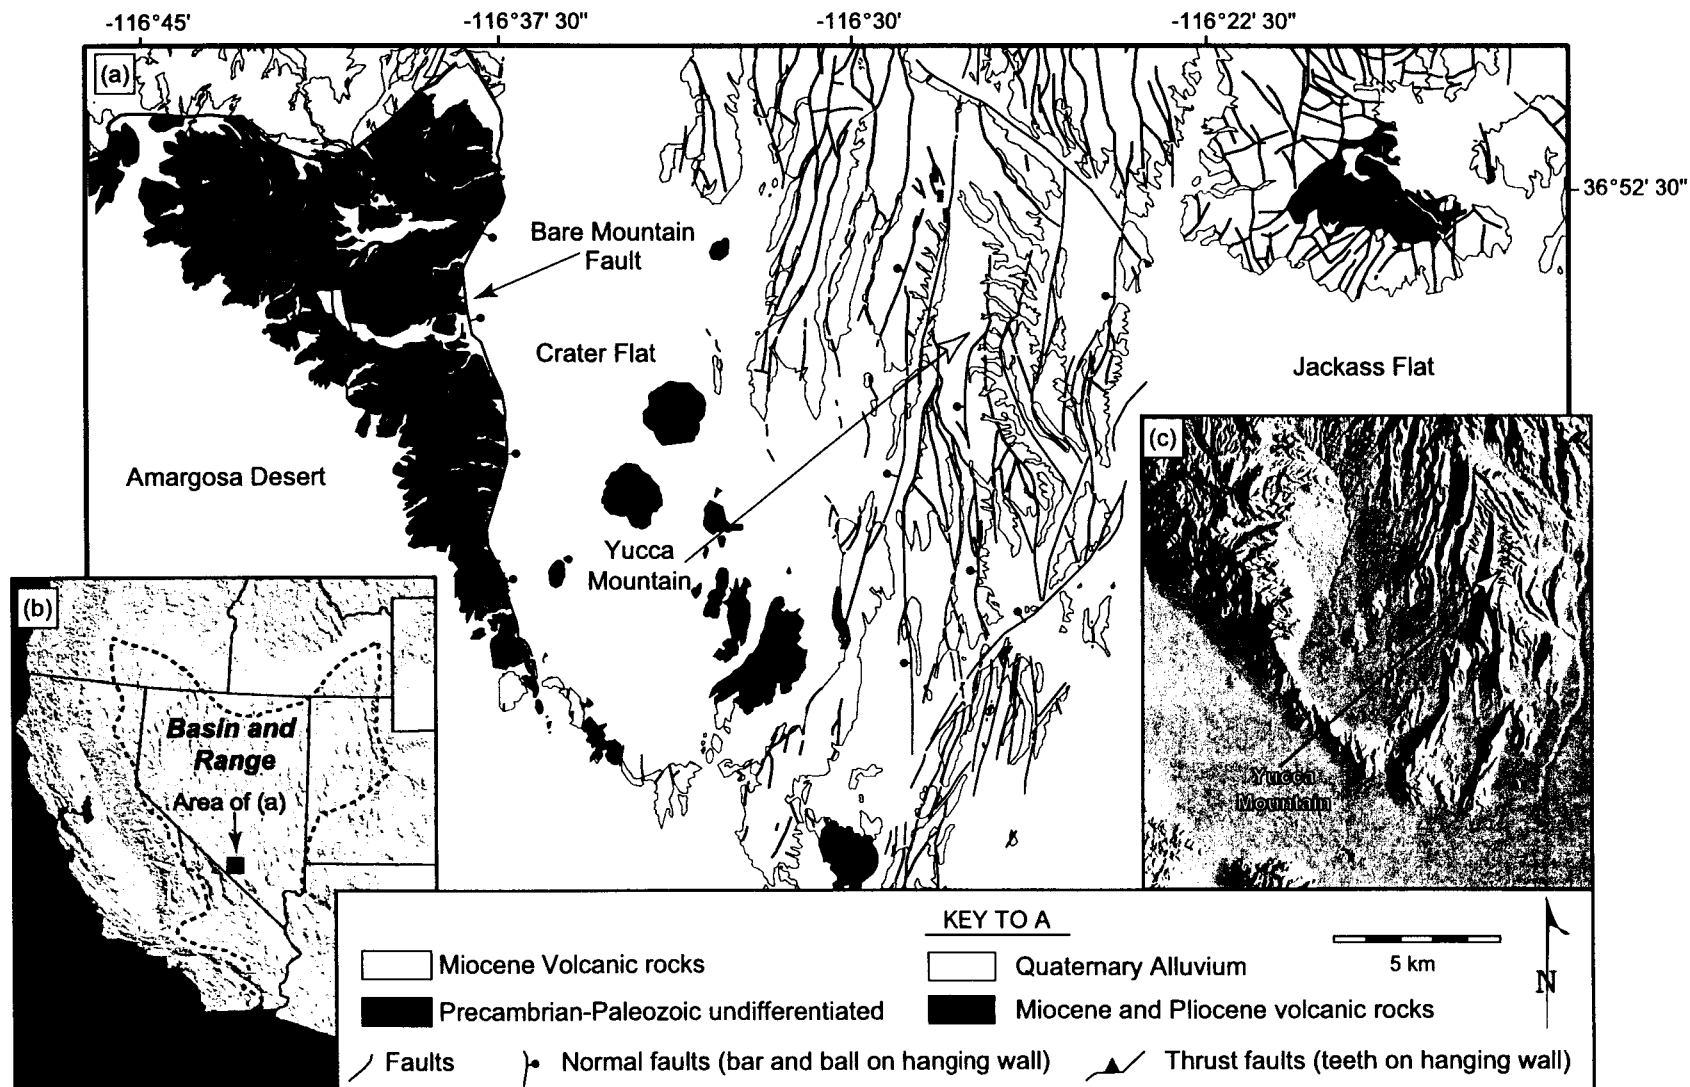 -116°45'
-116°37' 30"
-116°30'
-116°22' 30"
(a)
36°52' 30"
Bare Mountain
Fault
Crater Flat
Jackass Flat
Amargosa Desert
Yucca
Mountain
(b)
Basin and
Range
Area of (a)
(c)
Yucca
Mountain
KEY TO A
Miocene Volcanic rocks
Quaternary Alluvium
5 km
N
Precambrian-Paleozoic undifferentiated
Miocene and Pliocene volcanic rocks
Faults
Normal faults (bar and ball on hanging wall)
Thrust faults (teeth on hanging wall)